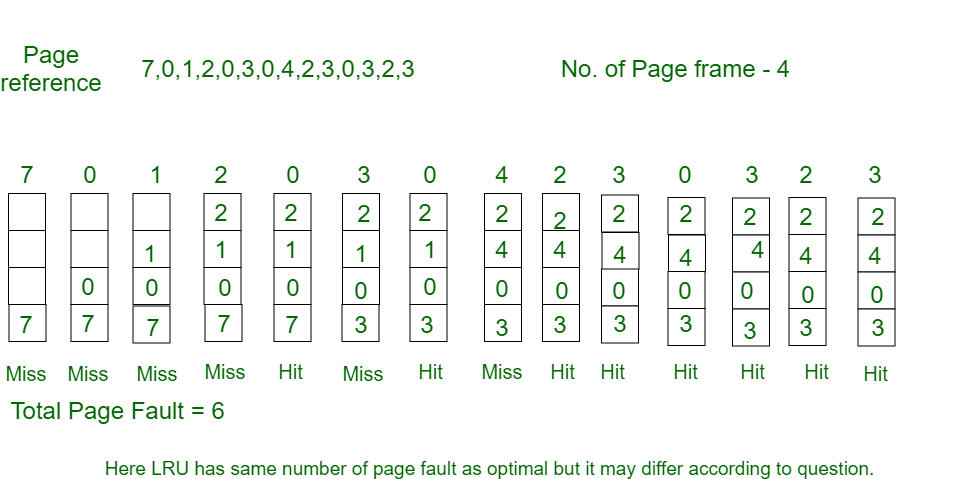 Page
reference
7,0,1,2,0,3,0,4,2,3,0,3,2,3
No. of Page frame - 4
7 0 1 2 0 3 0 4 2 3 0 3 2 3
2 2 2 2 2 2 2 2 2 2 2
1 1 1 1 1 4 4 4 4 4 4 4
0 0 0 0 0 0 0 0 0 0 0 0 0
7 7 7 7 7 3 3 3 3 3 3 3 3 3
Miss Miss Miss Miss Hit Miss Hit Miss Hit Hit Hit Hit Hit Hit
Total Page Fault = 6
Here LRU has same number of page fault as optimal but it may differ according to question.